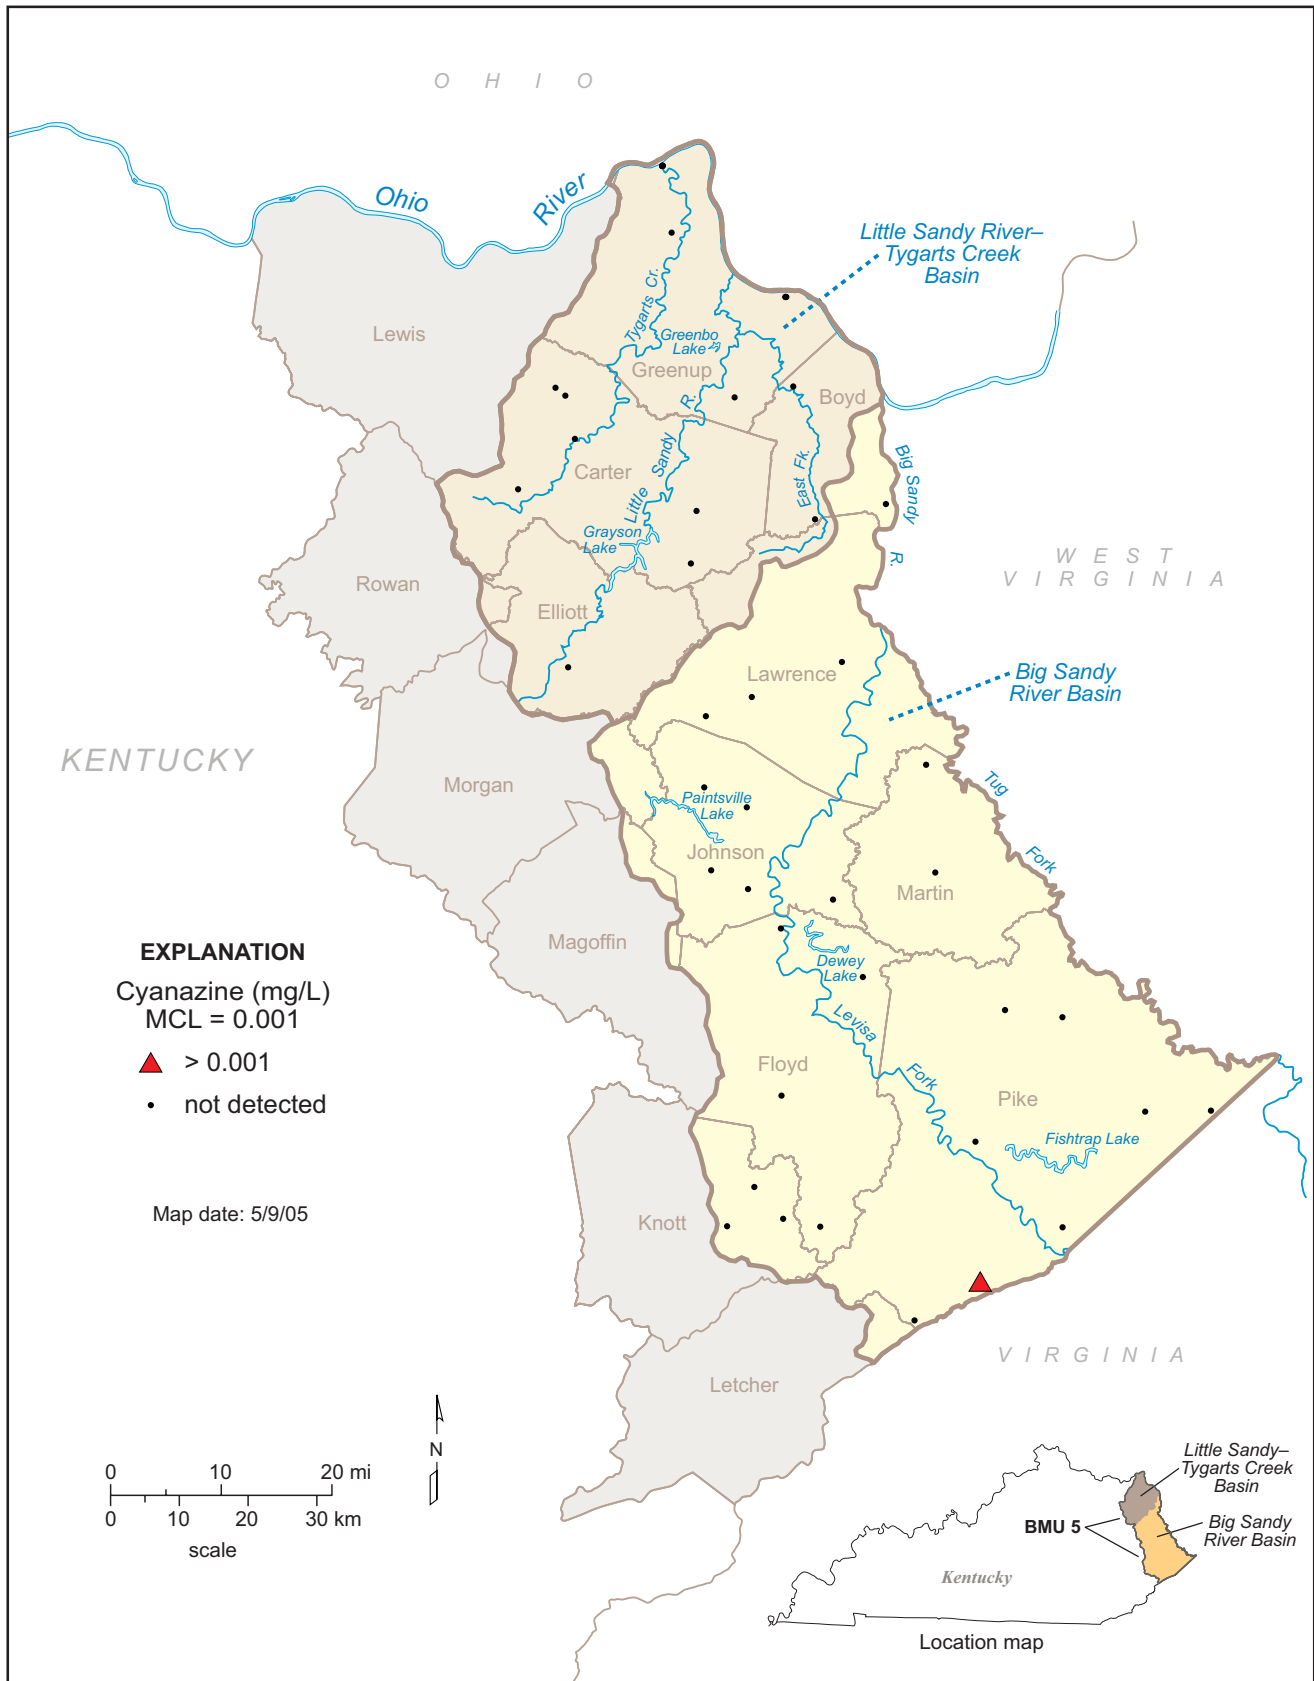 O H I O
Ohio
River
Little Sandy River–
Tygarts Creek
Basin
Tygarts Cr.
Greenbo
Lake
Lewis
Greenup
Boyd
R.
Sandy
Little
East Fk.
Big Sandy
R.
Carter
Grayson
Lake
WEST
VIRGINIA
Rowan
Elliott
Lawrence
Big Sandy
River Basin
KENTUCKY
Morgan
Tug
Fork
Paintsville
Lake
Johnson
Martin
Magoffin
Dewey
Lake
Levisa
Fork
Floyd
Pike
Fishtrap Lake
Knott
Letcher
VIRGINIA
EXPLANATION
Cyanazine (mg/L)
MCL = 0.001
> 0.001
not detected
Map date: 5/9/05
0 10 20 mi
0 10 20 30 km
scale
N
Little Sandy–
Tygarts Creek
Basin
BMU 5
Big Sandy
River Basin
Kentucky
Location map